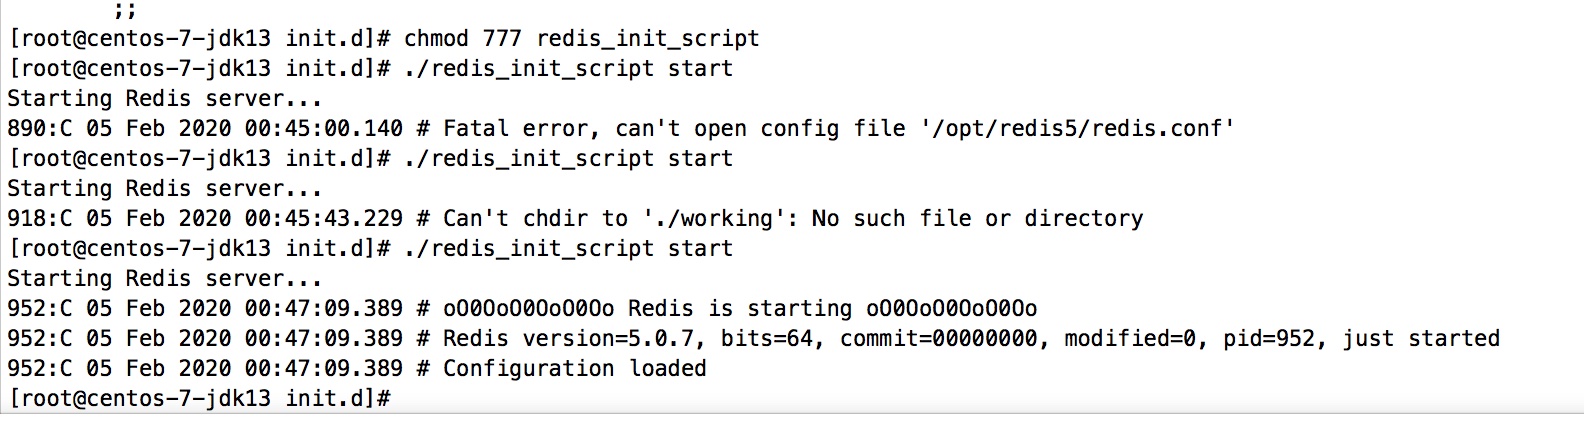 ;;
[root@centos-7-jdk13 init.d]# chmod 777 redis_init_script
[root@centos-7-jdk13 init.d]# ./redis_init_script start
Starting Redis server...
890:C 05 Feb 2020 00:45:00.140 # Fatal error, can't open config file '/opt/redis5/redis.conf'
[root@centos-7-jdk13 init.d]# ./redis_init_script start
Starting Redis server...
918:C 05 Feb 2020 00:45:43.229 # Can't chdir to './working': No such file or directory
[root@centos-7-jdk13 init.d]# ./redis_init_script start
Starting Redis server...
952:C 05 Feb 2020 00:47:09.389 # oO0OoO0OoO0Oo Redis is starting oO0OoO0OoO0Oo
952:C 05 Feb 2020 00:47:09.389 # Redis version=5.0.7, bits=64, commit=00000000, modified=0, pid=952, just started
952:C 05 Feb 2020 00:47:09.389 # Configuration loaded
[root@centos-7-jdk13 init.d]#